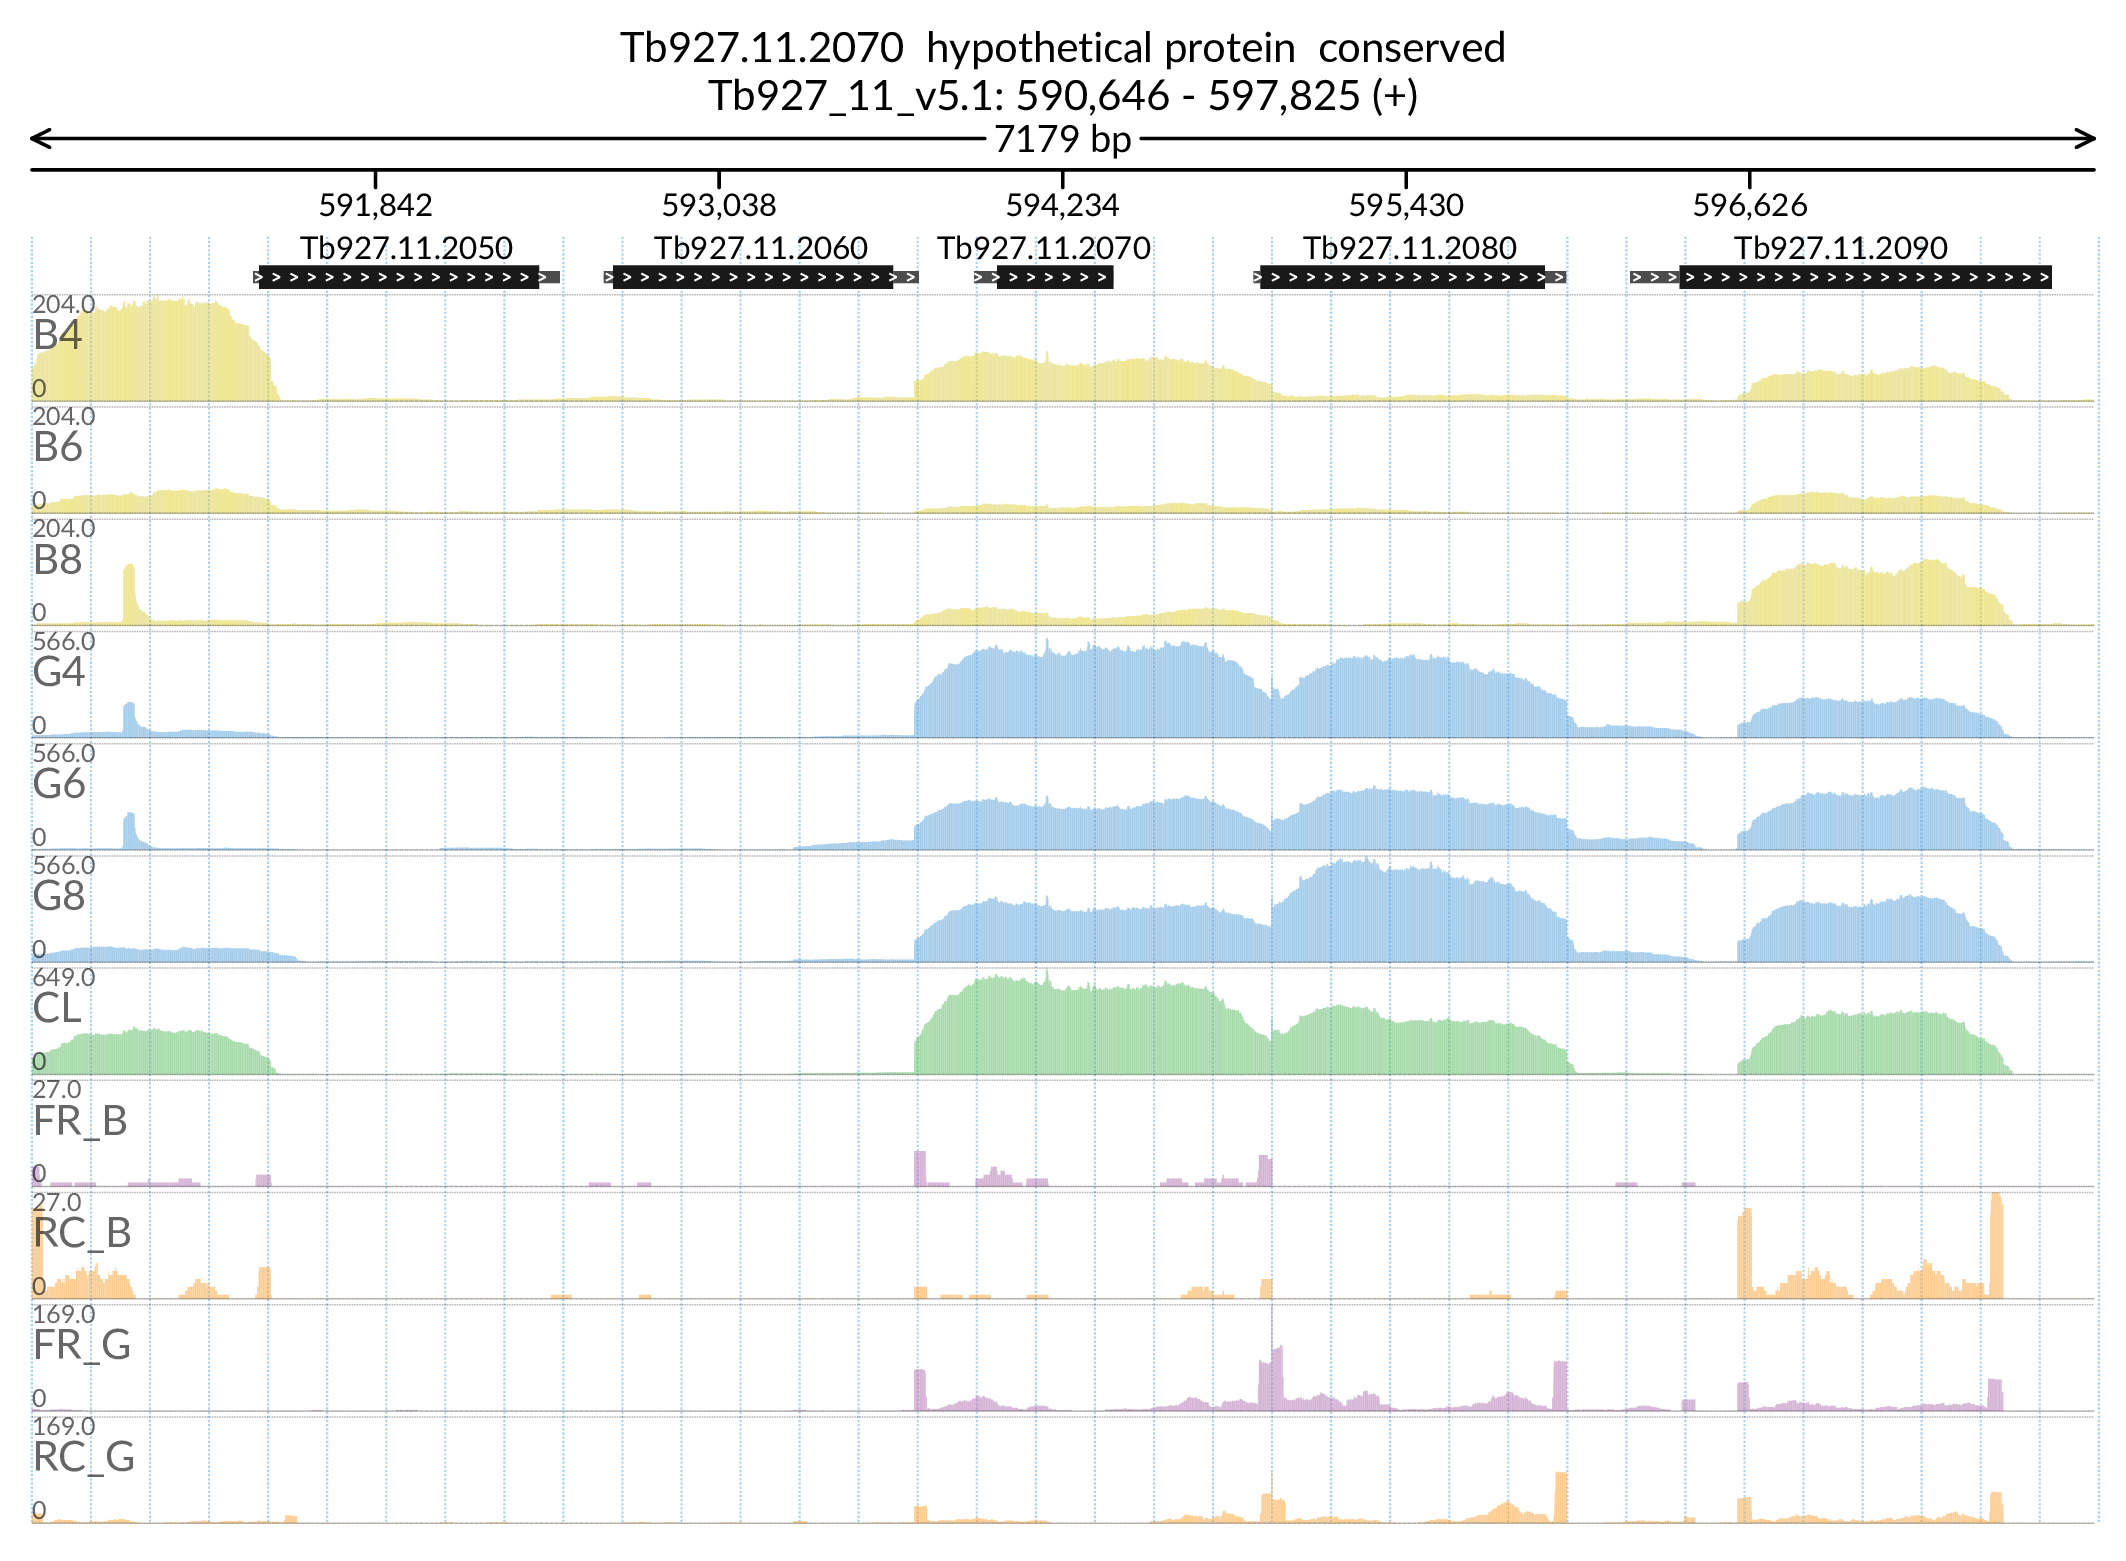 Tb927.11.2070 hypothetical protein conserved
Tb927_11_v5.1: 590,646 - 597,825 (+)
7179 bp
591,842 593,038 594,234 595,430 596,626
Tb927.11.2050 Tb927.11.2060 Tb927.11.2070 Tb927.11.2080 Tb927.11.2090
204.0
B4
0
204.0
B6
0
204.0
B8
0
566.0
G4
0
566.0
G6
0
566.0
G8
0
649.0
CL
0
27.0
FR_B
0
27.0
RC_B
0
169.0
FR_G
0
169.0
RC_G
0